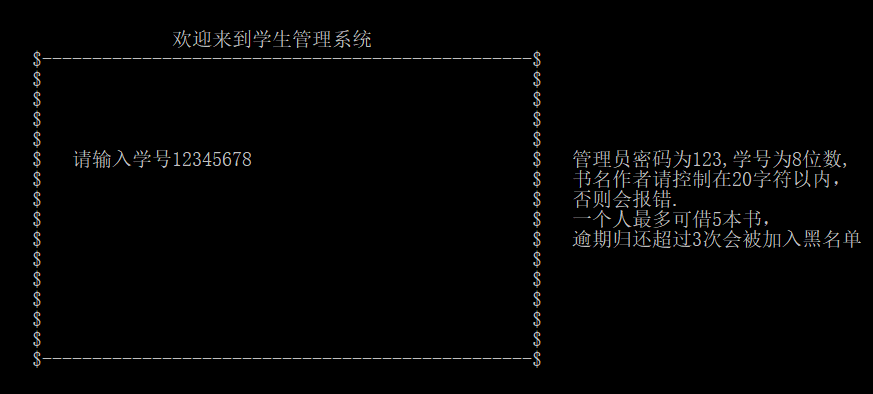 欢迎来到学生管理系统
$-------------------------------------------------$
$ $
$ $
$ $
$ $
$ 请输入学号12345678 $ 管理员密码为123,学号为8位数,
$ $ 书名作者请控制在20字符以内,
$ $ 否则会报错.
$ $ 一个人最多可借5本书,
$ $ 逾期归还超过3次会被加入黑名单
$ $
$ $
$ $
$ $
$ $
$-------------------------------------------------$